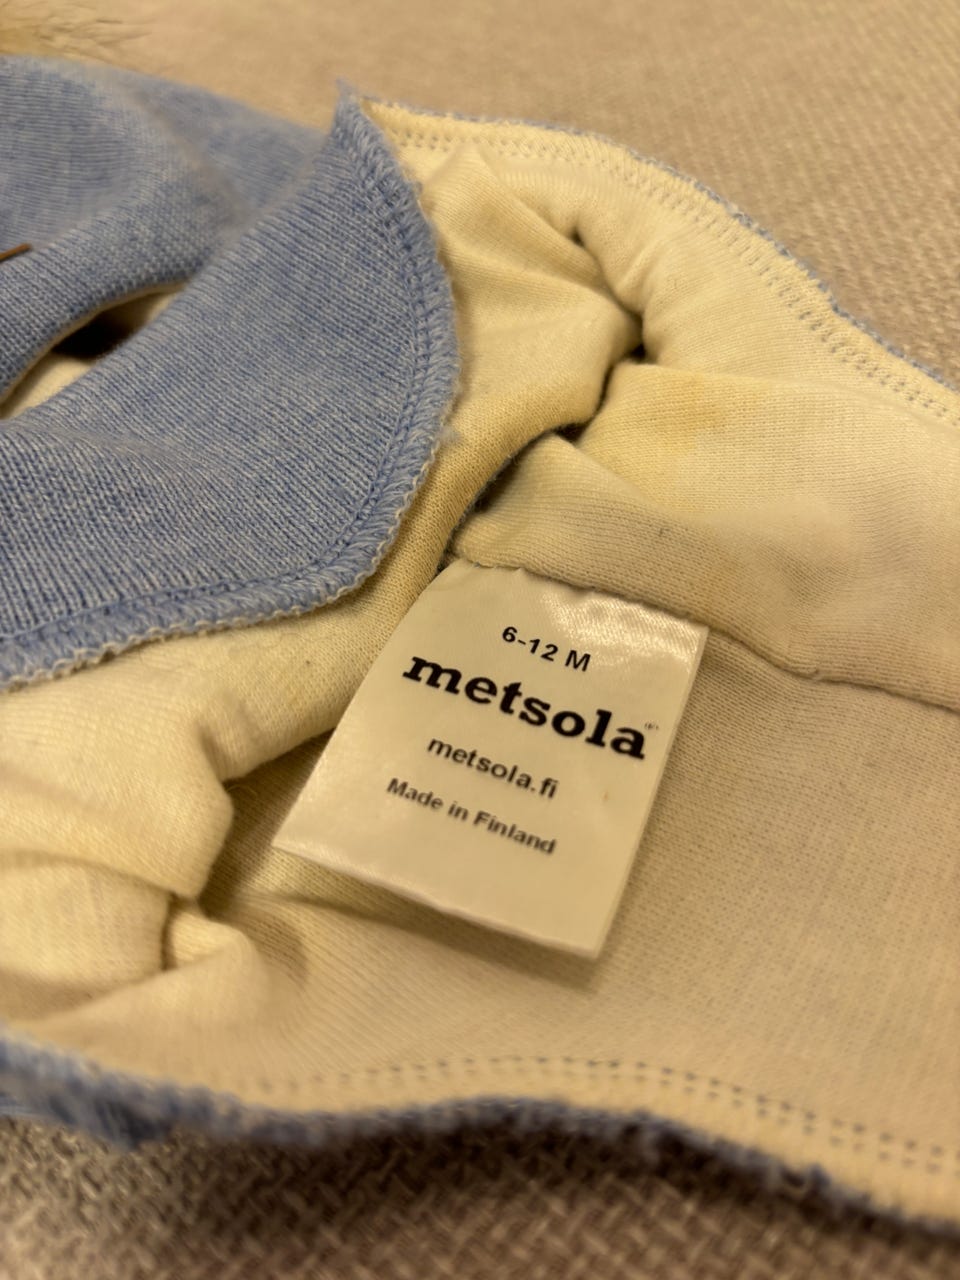 6-12 M
metsola®
metsola.fi
Made in Finland